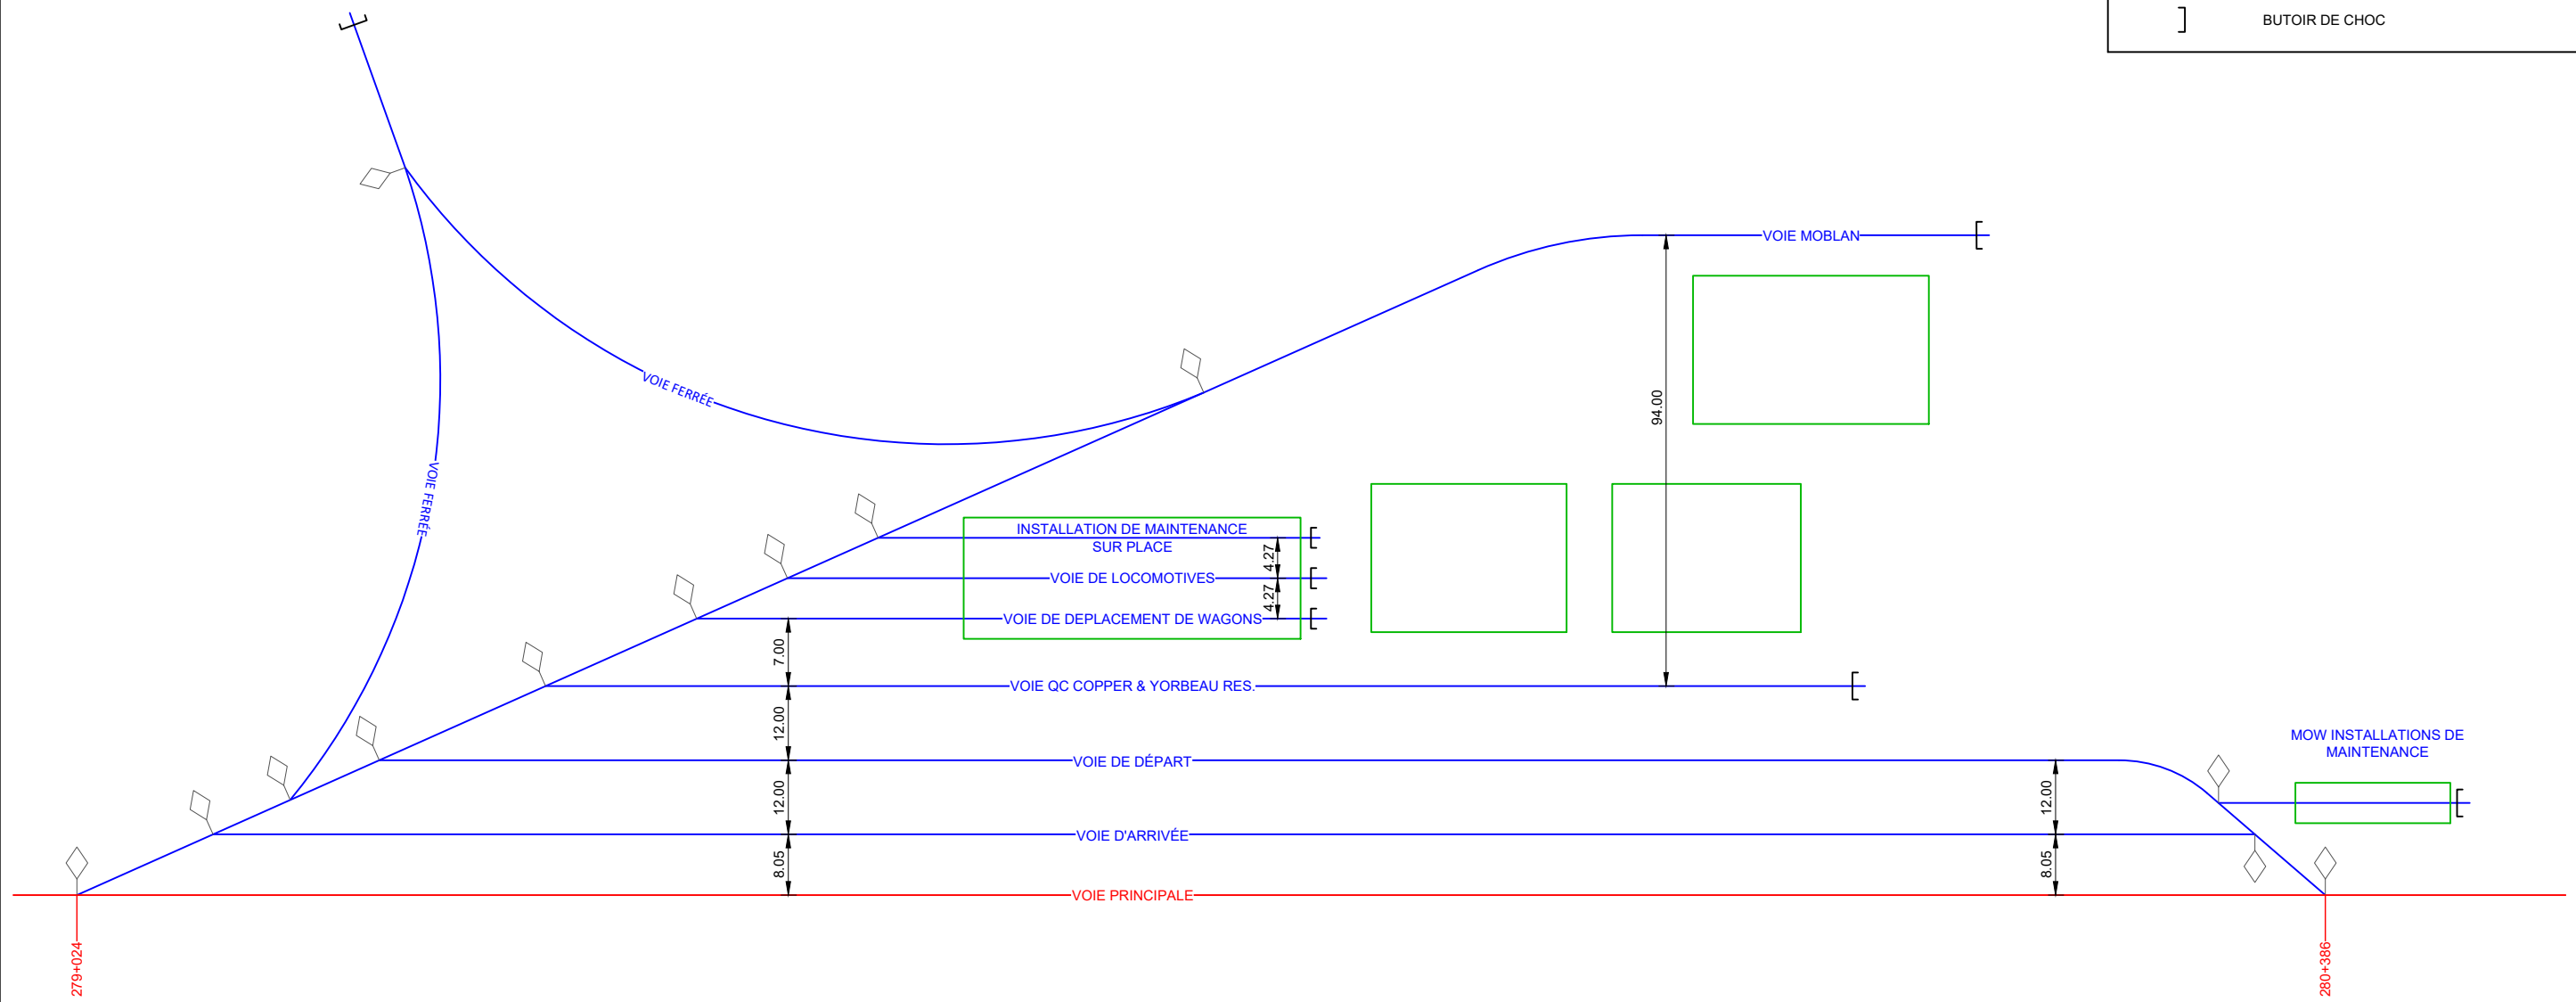 BUTOIR DE CHOC
VOIE MOBLAN
VOIE FERRÉE
94.00
VOIE FERRÉE
INSTALLATION DE MAINTENANCE
SUR PLACE
4.27
VOIE DE LOCOMOTIVES
4.27
VOIE DE DEPLACEMENT DE WAGONS
7.00
VOIE QC COPPER & YORBEAU RES.
12.00
MOW INSTALLATIONS DE
MAINTENANCE
VOIE DE DÉPART
12.00
12.00
VOIE D'ARRIVÉE
8.05
8.05
VOIE PRINCIPALE
279+024
280+386